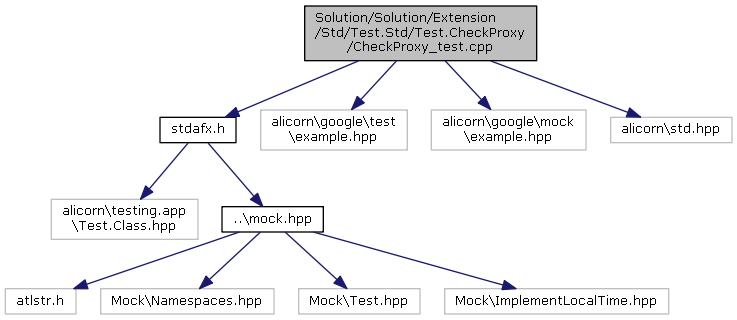 Solution/Solution/Extension
/Std/Test.Std/Test.CheckProxy
/CheckProxy_test.cpp
stdafx.h
alicorn\google\test
\example.hpp
alicorn\google\mock
\example.hpp
alicorn\std.hpp
alicorn\testing.app
\Test.Class.hpp
..\mock.hpp
atlstr.h
Mock\Namespaces.hpp
Mock\Test.hpp
Mock\ImplementLocalTime.hpp